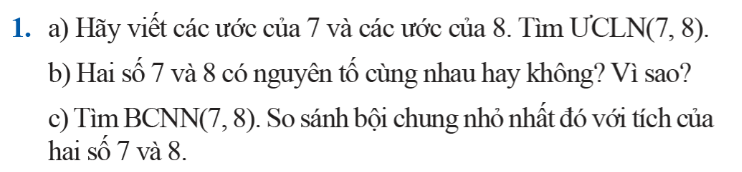 1. a) Hãy viết các ước của 7 và các ước của 8. Tìm ƯCLN(7, 8).
b) Hai số 7 và 8 có nguyên tố cùng nhau hay không? Vì sao?
c) Tìm BCNN(7, 8). So sánh bội chung nhỏ nhất đó với tích của
hai số 7 và 8.